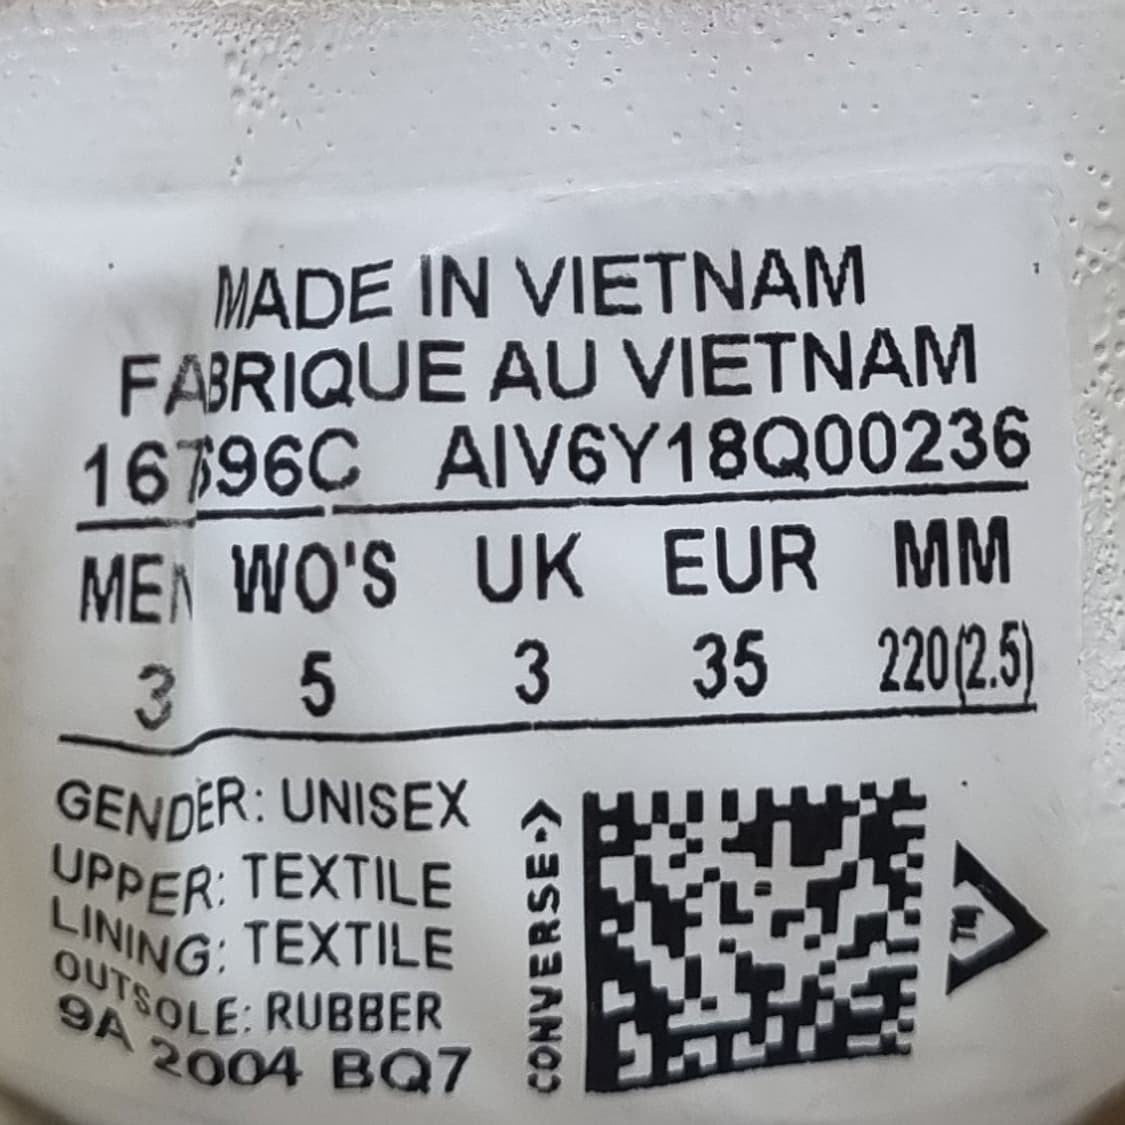 MADE IN VIETNAM
FABRIQUE AU VIETNAM
AIV6Y18Q00236
MEN WO'S UK EUR MM
3 5 3 35 220(2.5)
GENDER: UNISEX
UPPER: TEXTILE
LINING: TEXTILE
OUTSOLE: RUBBER
9A 2004 BQ7
CONVERSE